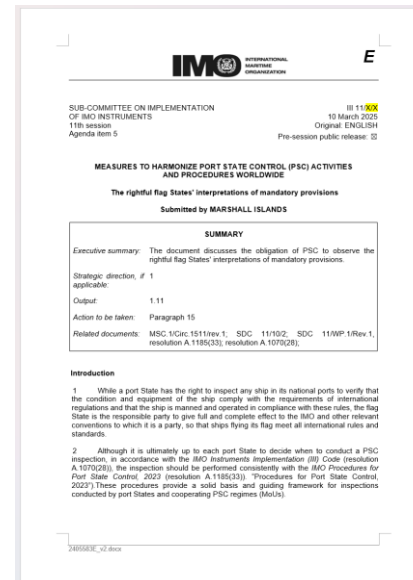 E
IMO
INTERNATIONAL
MARITIME
ORGANIZATION
SUB-COMMITTEE ON IMPLEMENTATION
OF IMO INSTRUMENTS
11th session
Agenda item 5
III 11/X/X
10 March 2025
Original: ENGLISH
Pre-session public release: ☒
MEASURES TO HARMONIZE PORT STATE CONTROL (PSC) ACTIVITIES
AND PROCEDURES WORLDWIDE
The rightful flag States' interpretations of mandatory provisions
Submitted by MARSHALL ISLANDS
SUMMARY
Executive summary: The document discusses the obligation of PSC to observe the
rightful flag States' interpretations of mandatory provisions.
Strategic direction, if 1
applicable:
Output: 1.11
Action to be taken: Paragraph 15
Related documents: MSC.1/Circ.1511/rev.1; SDC 11/10/2; SDC 11/WP.1/Rev.1,
resolution A.1185(33); resolution A.1070(28);
Introduction
1 While a port State has the right to inspect any ship in its national ports to verify that
the condition and equipment of the ship comply with the requirements of international
regulations and that the ship is manned and operated in compliance with these rules, the flag
State is the responsible party to give full and complete effect to the IMO and other relevant
conventions to which it is a party, so that ships flying its flag meet all international rules and
standards.
2 Although it is ultimately up to each port State to decide when to conduct a PSC
inspection, in accordance with the IMO Instruments Implementation (III) Code (resolution
A.1070(28)), the inspection should be performed consistently with the IMO Procedures for
Port State Control, 2023 (resolution A.1185(33)). "Procedures for Port State Control,
2023").These procedures provide a solid basis and guiding framework for inspections
conducted by port States and cooperating PSC regimes (MoUs).
2465583E_v2.docx